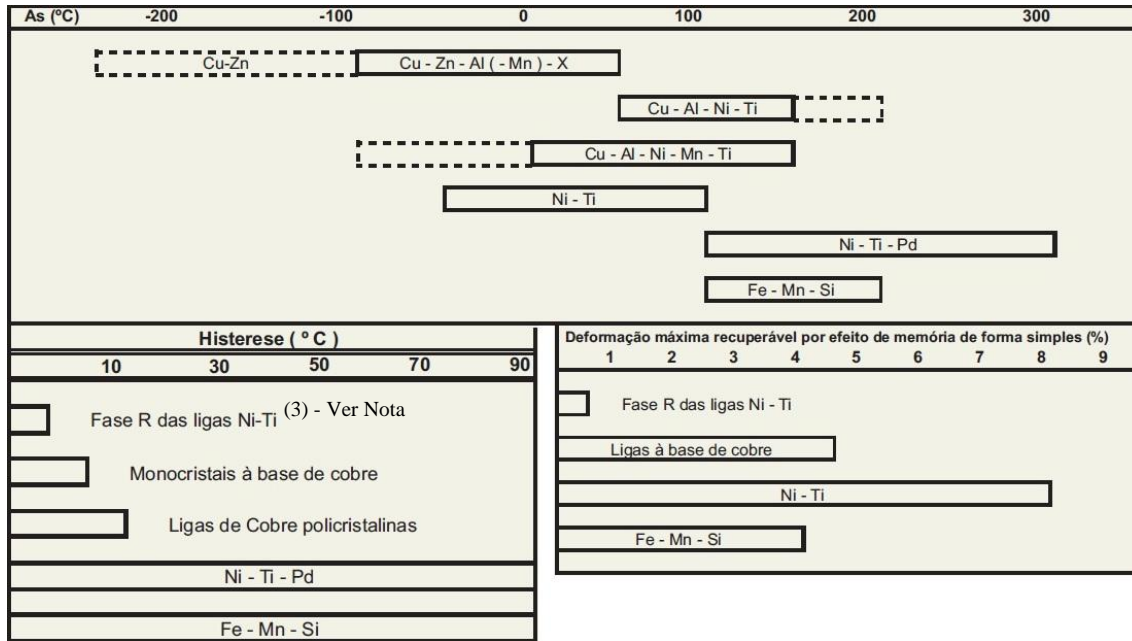 As (ºC) -200 -100 0 100 200 300
Cu-Zn Cu - Zn - Al ( - Mn ) - X
Cu - Al - Ni - Ti
Cu - Al - Ni - Mn - Ti
Ni - Ti
Ni - Ti - Pd
Fe - Mn - Si
Histerese ( º C )
10 30 50 70 90
Fase R das ligas Ni-Ti (3) - Ver Nota
Monocristais à base de cobre
Ligas de Cobre policristalinas
Ni - Ti - Pd
Fe - Mn - Si
Deformação máxima recuperável por efeito de memória de forma simples (%)
1 2 3 4 6 7 8 9
Fase R das ligas Ni - Ti
Ligas à base de cobre
Ni - Ti
Fe - Mn - Si